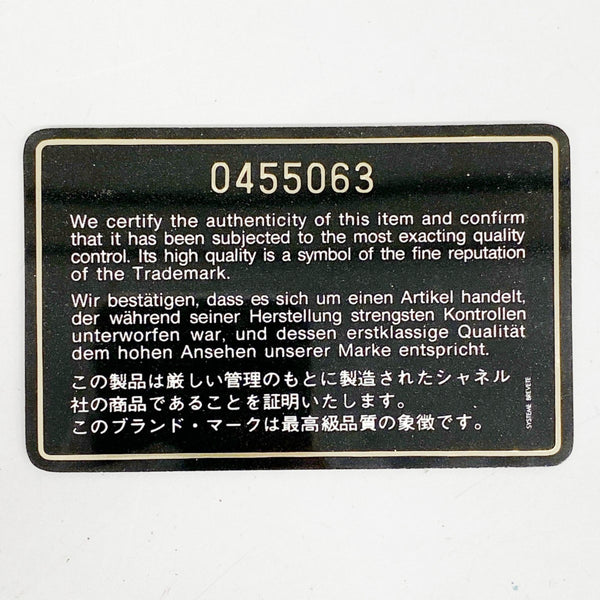 0455063
We certify the authenticity of this item and confirm
that it has been subjected to the most exacting quality
control. Its high quality is a symbol of the fine reputation
of the Trademark.
Wir bestätigen, dass es sich um einen Artikel handelt,
der während seiner Herstellung strengsten Kontrollen
unterworfen war, und dessen erstklassige Qualität
dem hohen Ansehen unserer Marke entspricht.
この製品は厳しい管理のもとに製造されたシャネル
社の商品であることを証明いたします。
このブランド・マークは最高級品質の象徴です。
SYSTEME BREVETE